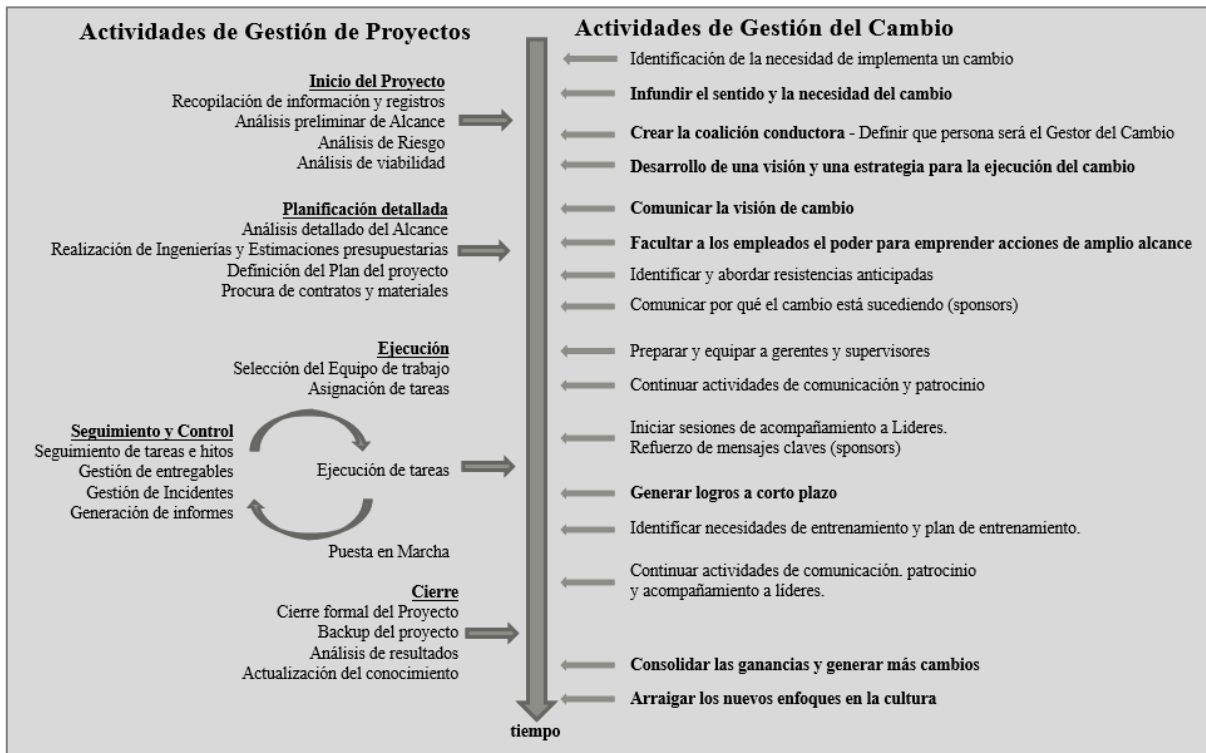 Actividades de Gestión de Proyectos
Inicio del Proyecto
Recopilación de información y registros
Análisis preliminar de Alcance
Análisis de Riesgo
Análisis de viabilidad
Planificación detallada
Análisis detallado del Alcance
Realización de Ingenierías y Estimaciones presupuestarias
Definición del Plan del proyecto
Procura de contratos y materiales
Ejecución
Selección del Equipo de trabajo
Asignación de tareas
Seguimiento y Control
Seguimiento de tareas e hitos
Gestión de entregables
Gestión de Incidentes
Generación de informes
Ejecución de tareas
Puesta en Marcha
Cierre
Cierre formal del Proyecto
Backup del proyecto
Análisis de resultados
Actualización del conocimiento
tiempo
Actividades de Gestión del Cambio
Identificación de la necesidad de implementa un cambio
Infundir el sentido y la necesidad del cambio
Crear la coalición conductora - Definir que persona será el Gestor del Cambio
Desarrollo de una visión y una estrategia para la ejecución del cambio
Comunicar la visión de cambio
Facultar a los empleados el poder para emprender acciones de amplio alcance
Identificar y abordar resistencias anticipadas
Comunicar por qué el cambio está sucediendo (sponsors)
Preparar y equipar a gerentes y supervisores
Continuar actividades de comunicación y patrocinio
Iniciar sesiones de acompañamiento a Lideres.
Refuerzo de mensajes claves (sponsors)
Generar logros a corto plazo
Identificar necesidades de entrenamiento y plan de entrenamiento.
Continuar actividades de comunicación. patrocinio
y acompañamiento a líderes.
Consolidar las ganancias y generar más cambios
Arraigar los nuevos enfoques en la cultura